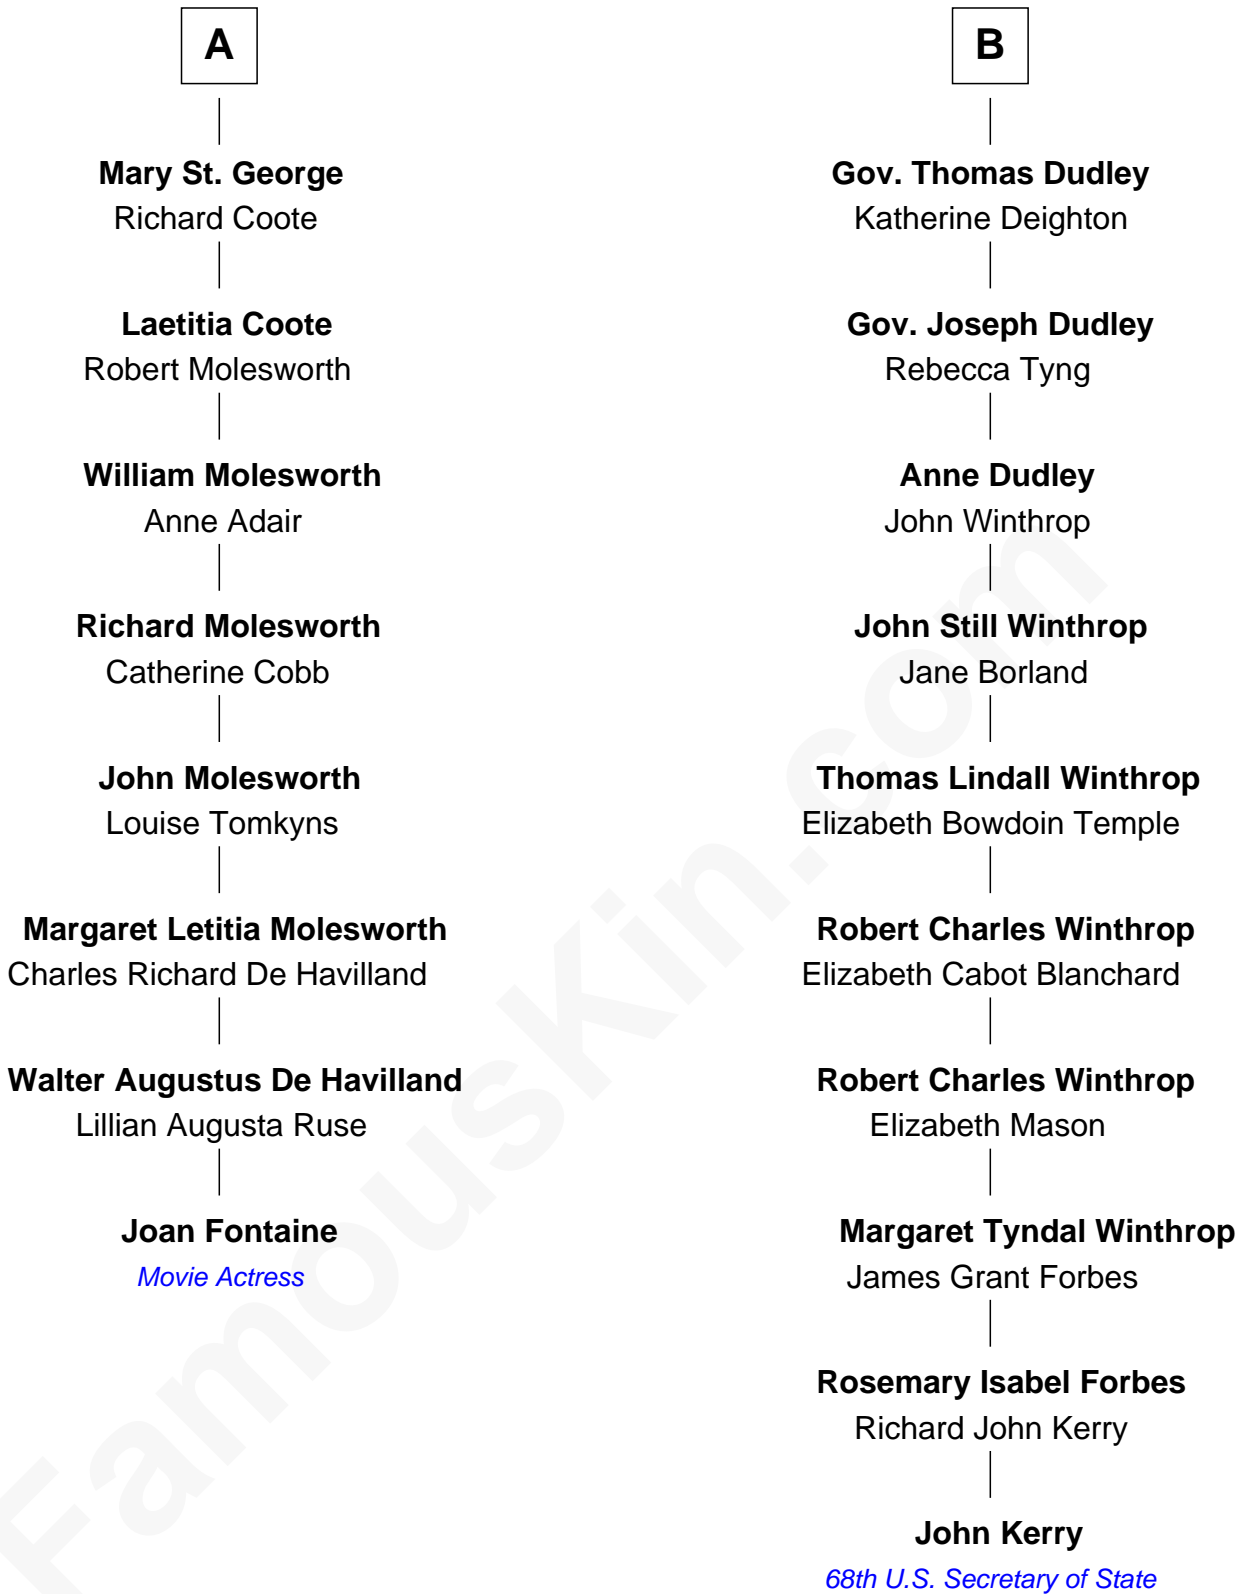 A
Mary St. George
Richard Coote
Laetitia Coote
Robert Molesworth
William Molesworth
Anne Adair
Richard Molesworth
Catherine Cobb
John Molesworth
Louise Tomkyns
Margaret Letitia Molesworth
Charles Richard De Havilland
Walter Augustus De Havilland
Lillian Augusta Ruse
Joan Fontaine
Movie Actress
B
Gov. Thomas Dudley
Katherine Deighton
Gov. Joseph Dudley
Rebecca Tyng
Anne Dudley
John Winthrop
John Still Winthrop
Jane Borland
Thomas Lindall Winthrop
Elizabeth Bowdoin Temple
Robert Charles Winthrop
Elizabeth Cabot Blanchard
Robert Charles Winthrop
Elizabeth Mason
Margaret Tyndal Winthrop
James Grant Forbes
Rosemary Isabel Forbes
Richard John Kerry
John Kerry
68th U.S. Secretary of State
FamousKin.com